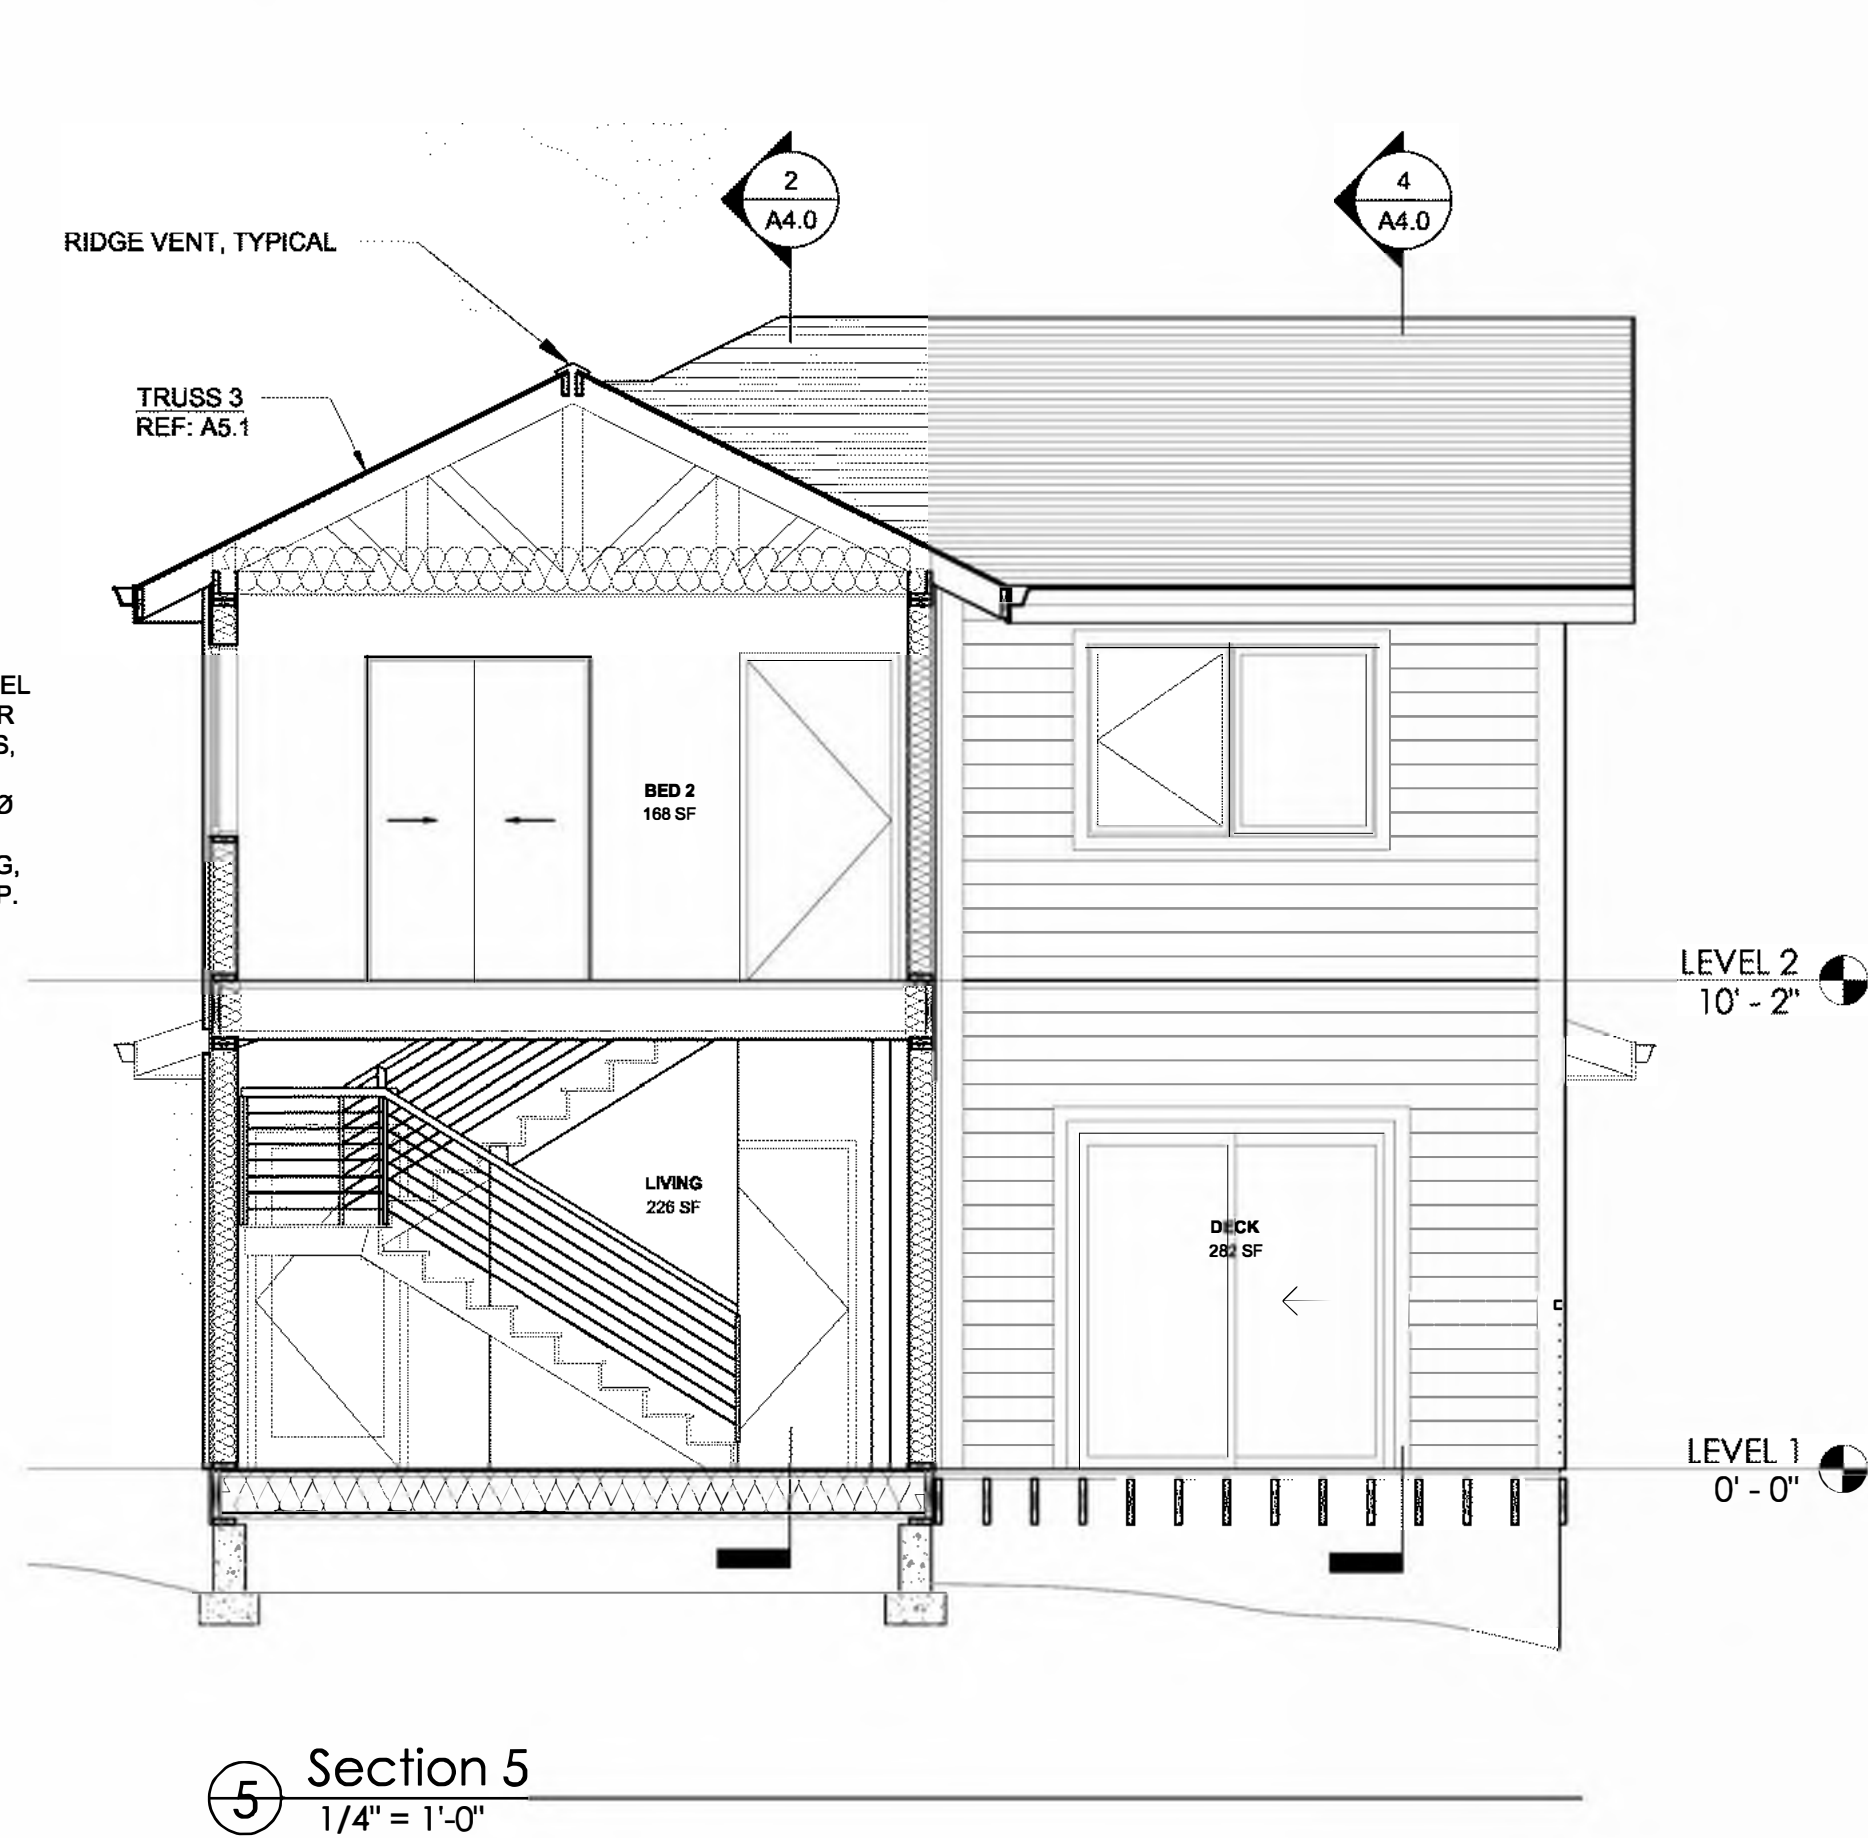 2
A4.0
4
A4.0
RIDGE VENT, TYPICAL
TRUSS 3
REF: A5.1
EL
R
S,
Ø
G,
P.
BED 2
168 SF
LEVEL 2
10' - 2"
LIVING
226 SF
DECK
282 SF
LEVEL 1
0' - 0"
5
Section 5
1/4" = 1'-0"